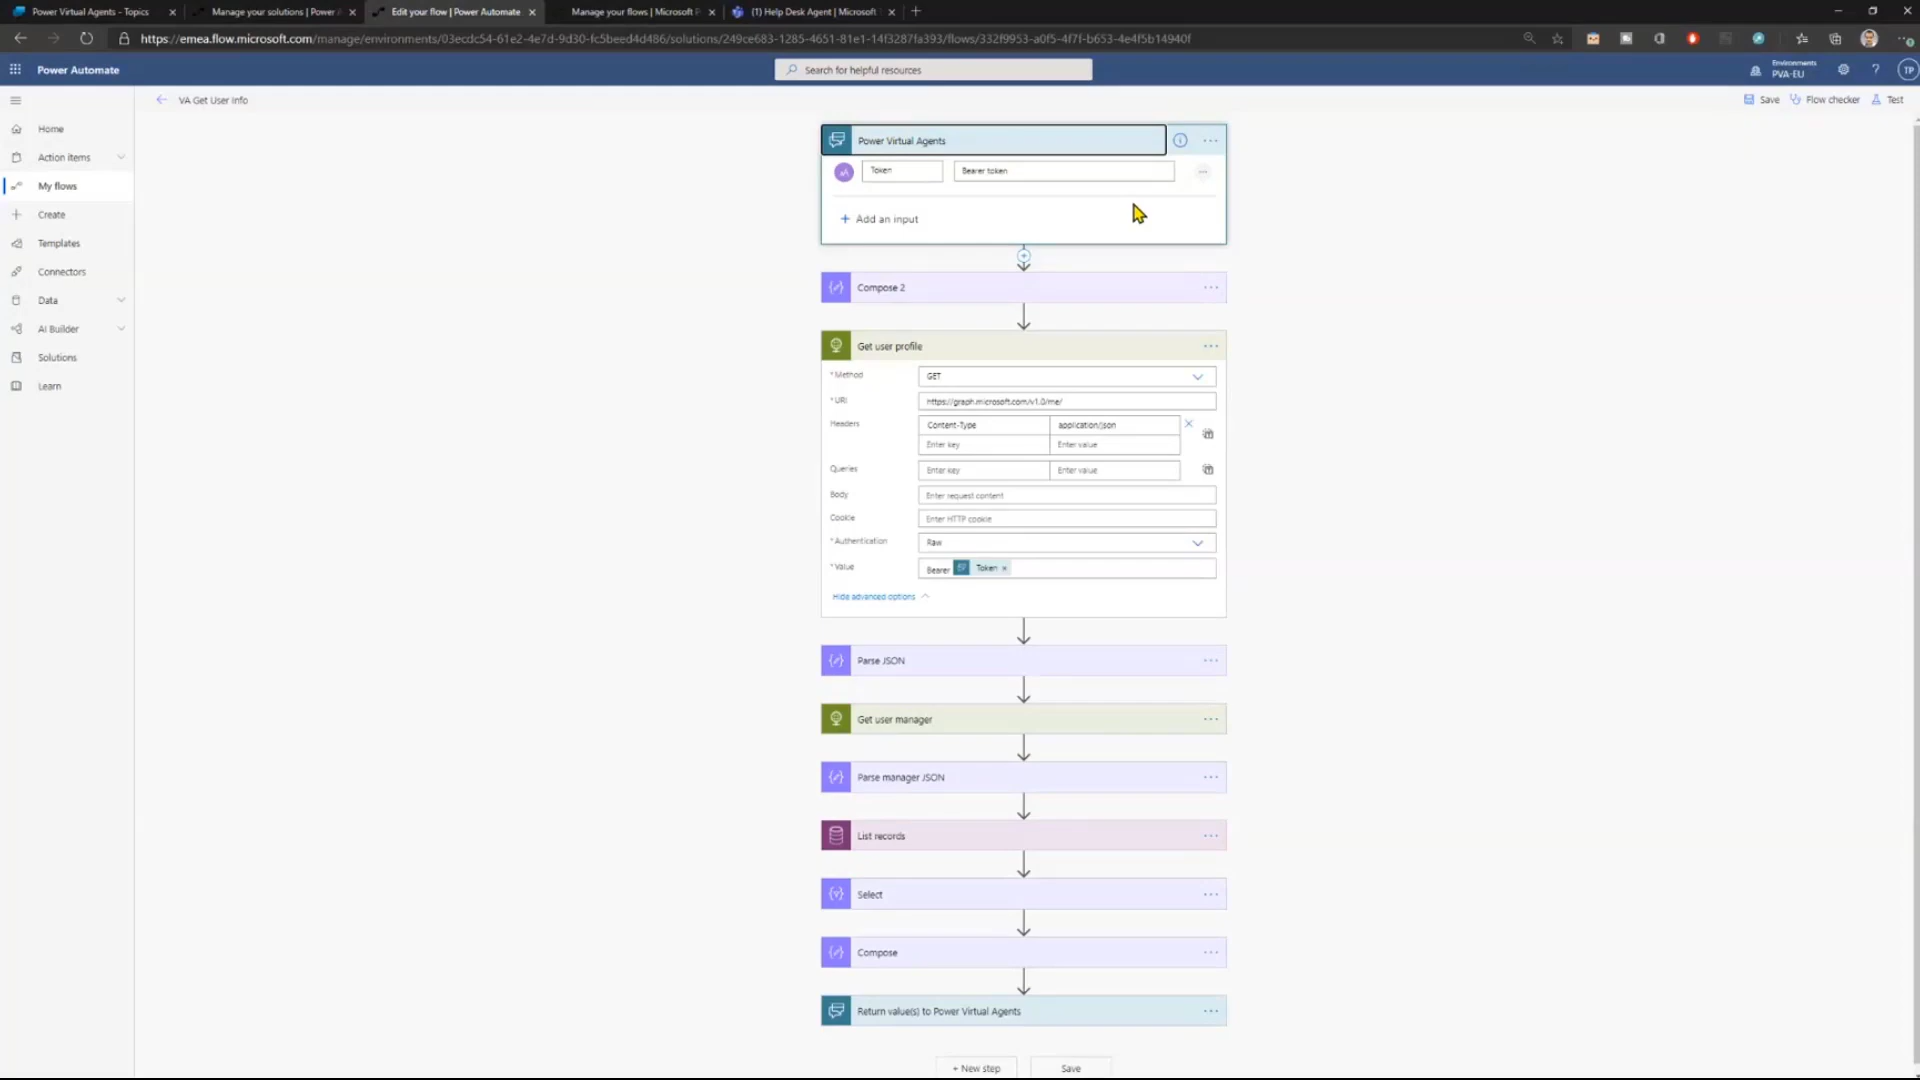 Power Virtual Agents - Topics
Manage your solutions | Power A
Edit your flow | Power Automate
Manage your flows | Microsoft P
(1) Help Desk Agent | Microsoft T
https://emea.flow.microsoft.com/manage/environments/03ecdc54-61e2-4e7d-9d30-fc5beed4d486/solutions/249ce683-1285-4651-81e1-14f3287fa393/flows/332f9953-a0f5-4f7f-b653-4e4f5b14940f
Power Automate
Search for helpful resources
Environments
PVA-EU
TP
VA Get User Info
Save
Flow checker
Test
Home
Action items
My flows
Create
Templates
Connectors
Data
AI Builder
Solutions
Learn
Power Virtual Agents
Token
Bearer token
+ Add an input
Compose 2
Get user profile
* Method
GET
* URI
https://graph.microsoft.com/v1.0/me/
Headers
Content-Type
application/json
Enter key
Enter value
Queries
Enter key
Enter value
Body
Enter request content
Cookie
Enter HTTP cookie
* Authentication
Raw
* Value
Bearer Token ×
Hide advanced options
Parse JSON
Get user manager
Parse manager JSON
List records
Select
Compose
Return value(s) to Power Virtual Agents
+ New step
Save